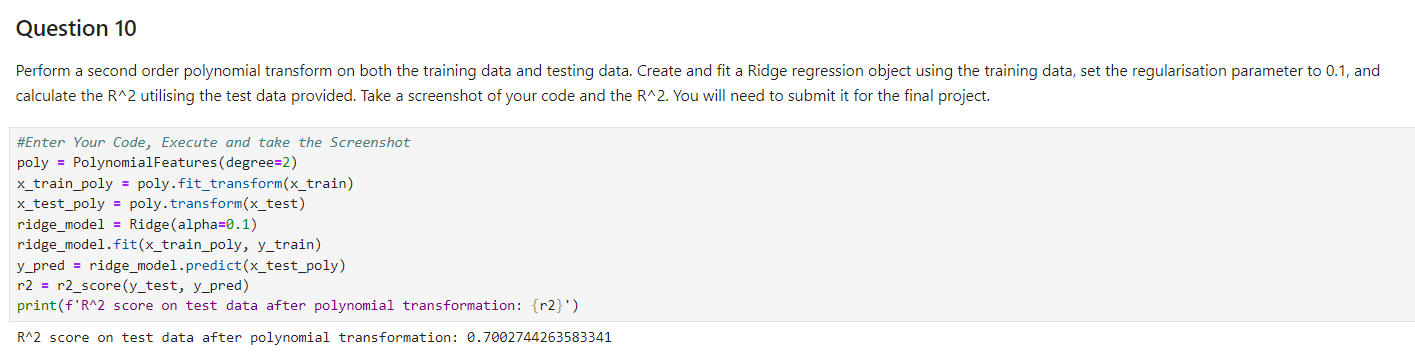 Question 10
Perform a second order polynomial transform on both the training data and testing data. Create and fit a Ridge regression object using the training data, set the regularisation parameter to 0.1, and
calculate the R^2 utilising the test data provided. Take a screenshot of your code and the R^2. You will need to submit it for the final project.
#Enter Your Code, Execute and take the Screenshot
poly = PolynomialFeatures(degree=2)
x_train_poly = poly.fit_transform(x_train)
x_test_poly = poly.transform(x_test)
ridge_model = Ridge(alpha=0.1)
ridge_model.fit(x_train_poly, y_train)
y_pred = ridge_model.predict(x_test_poly)
r2 = r2_score(y_test, y_pred)
print(f'R^2 score on test data after polynomial transformation: {r2}')
R^2 score on test data after polynomial transformation: 0.7002744263583341